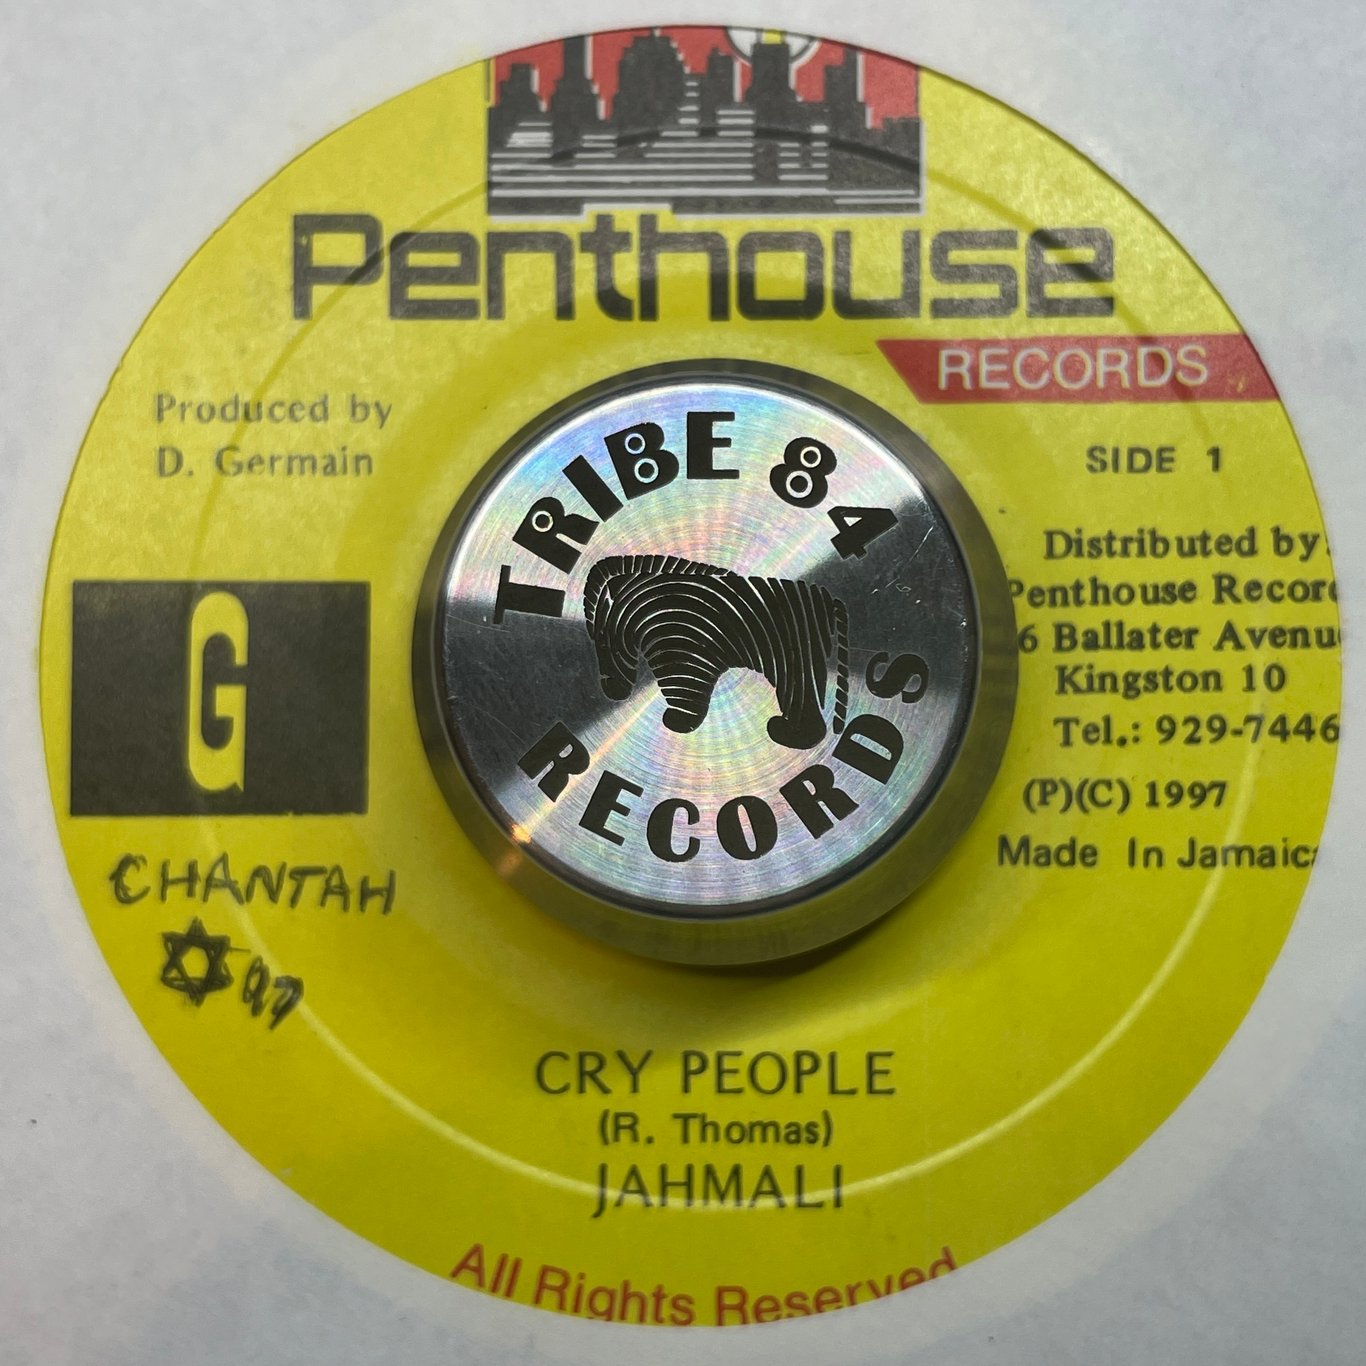 Penthouse
RECORDS
Produced by
D. Germain
SIDE 1
TRIBE 84
RECORDS
Distributed by:
Penthouse Record
6 Ballater Avenu
Kingston 10
Tel.: 929-7446
(P)(C) 1997
Made In Jamaica
G
CHANTAH
97
CRY PEOPLE
(R. Thomas)
JAHMALI
All Rights Reserved